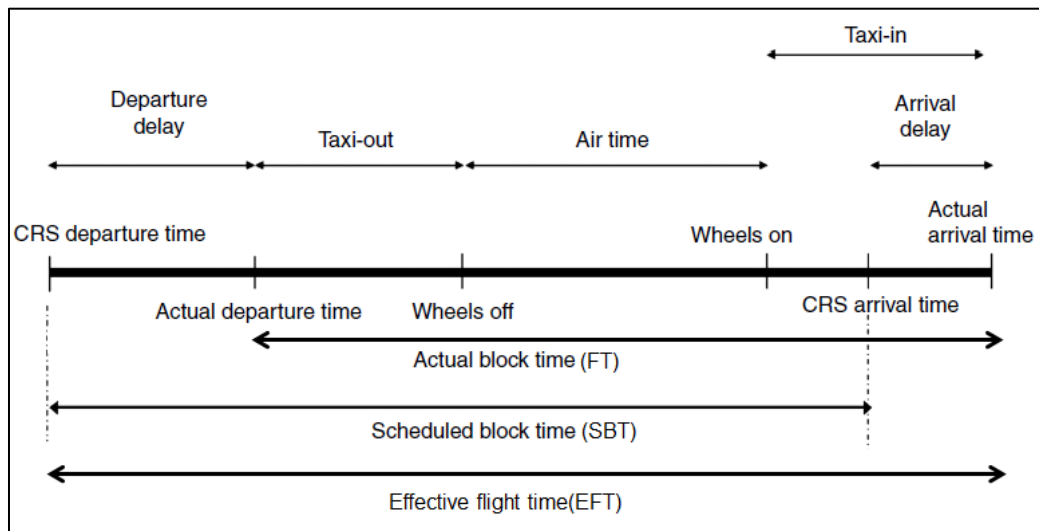 Taxi-in
Departure
delay
Arrival
delay
Taxi-out
Air time
CRS departure time
Wheels on
Actual
arrival time
Actual departure time
Wheels off
CRS arrival time
Actual block time (FT)
Scheduled block time (SBT)
Effective flight time(EFT)